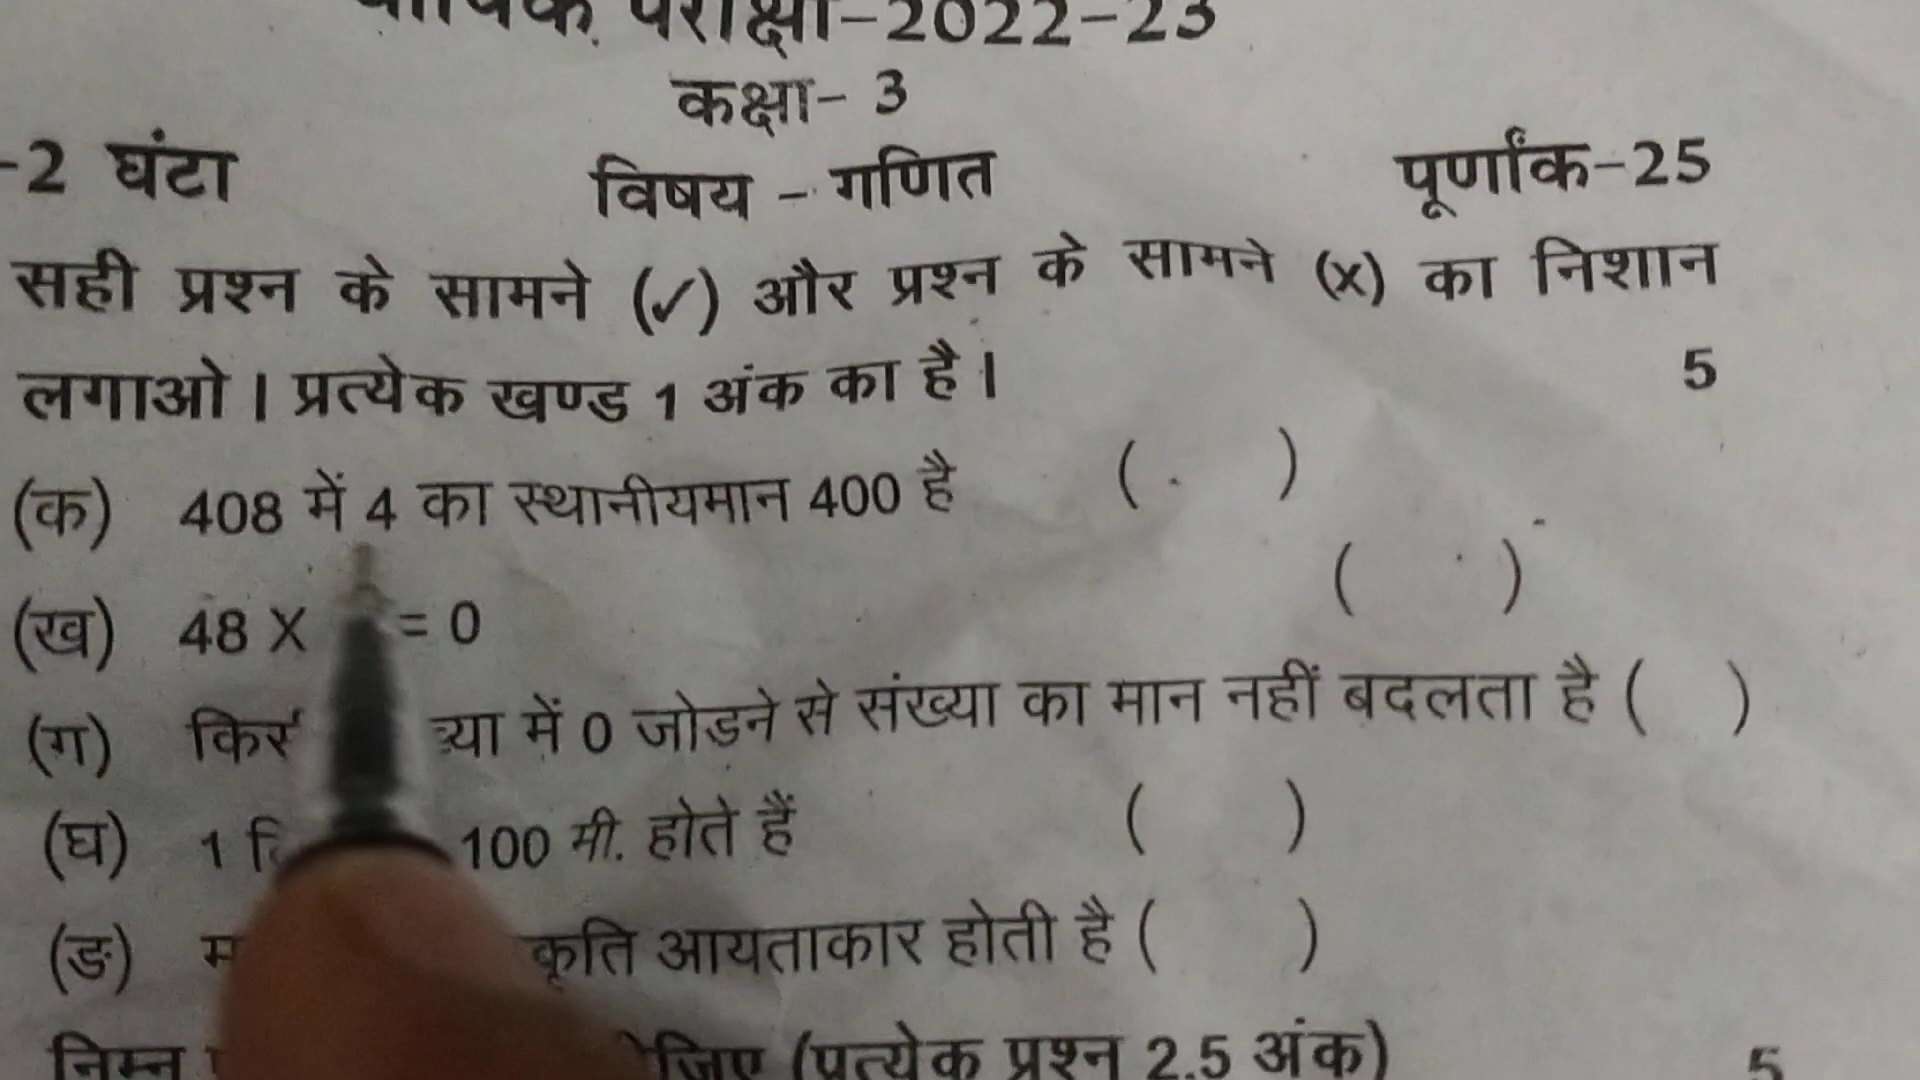 परीक्षा-2022-23
कक्षा- 3
-2 घंटा विषय - गणित पूर्णांक-25
सही प्रश्न के सामने (✓) और प्रश्न के सामने (x) का निशान
लगाओ । प्रत्येक खण्ड 1 अंक का है । 5
(क) 408 में 4 का स्थानीयमान 400 है ( )
(ख) 48 X = 0 ( )
(ग) में 0 जोडने से संख्या का मान नहीं बदलता है ( )
(घ) 1 100 मी. होते हैं ( )
(ङ) आयताकार होती है ( )
निम्न (प्रत्येक प्रश्न 2.5 अंक) 5